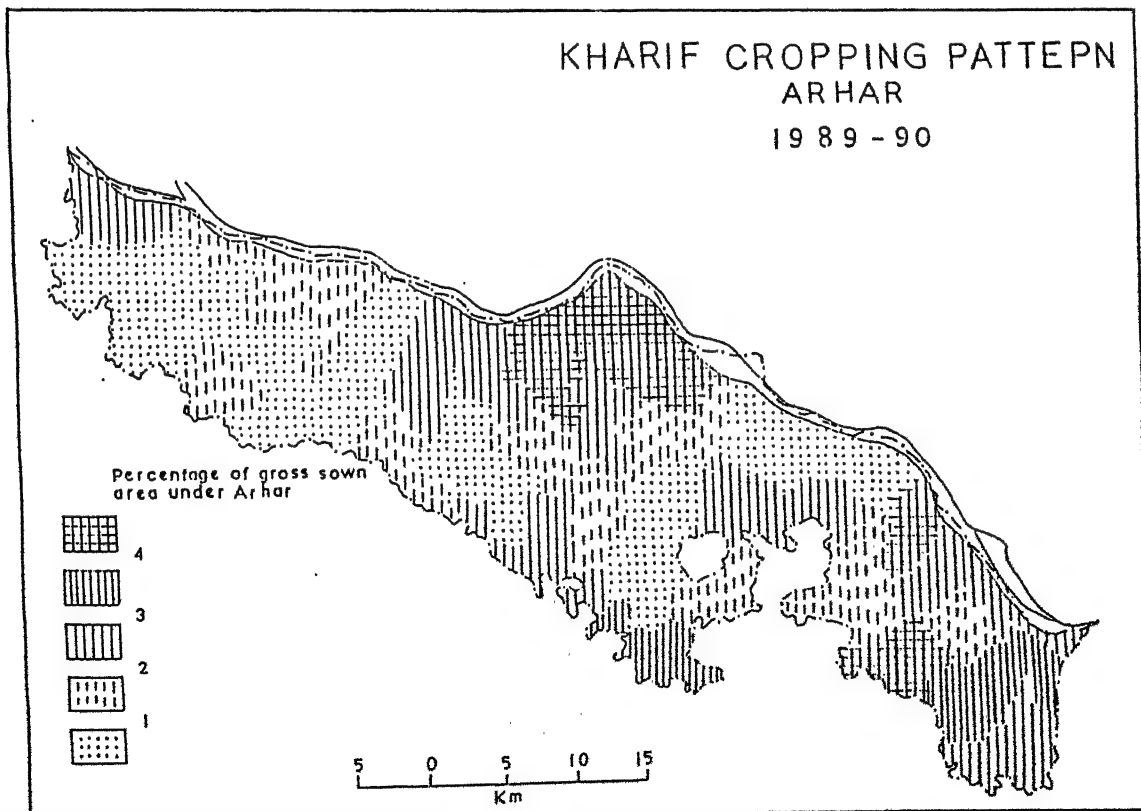 KHARIF CROPPING PATTEPN
ARHAR
1989-90
Percentage of gross sown
area under Arhar
4
3
2
1
5 0 5 10 15
Km